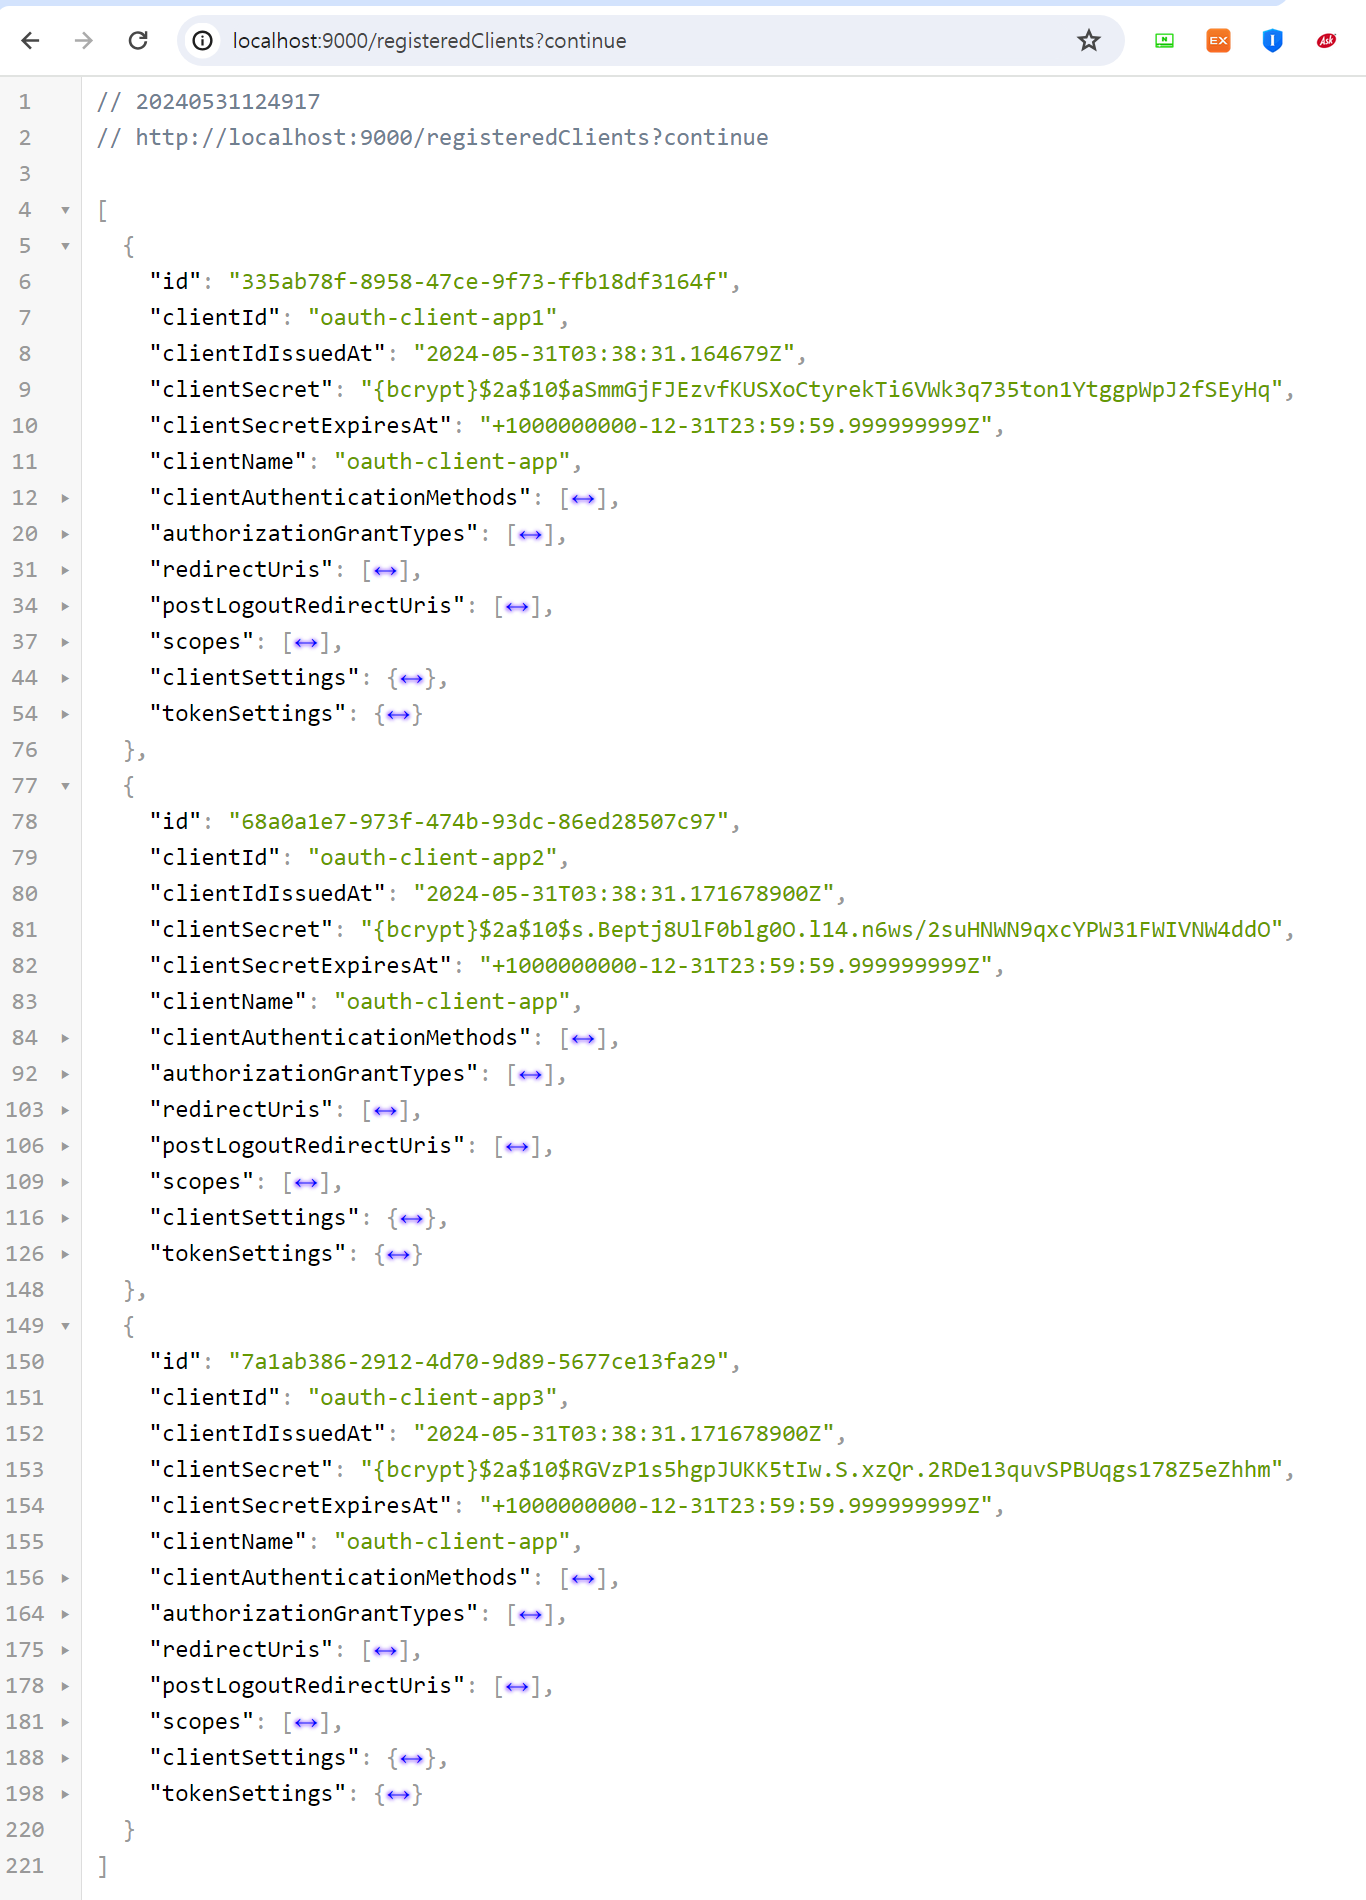 localhost:9000/registeredClients?continue
N
EX
I
Ask
1 // 20240531124917
2 // http://localhost:9000/registeredClients?continue
3
4 [
5 {
6 "id": "335ab78f-8958-47ce-9f73-ffb18df3164f",
7 "clientId": "oauth-client-app1",
8 "clientIdIssuedAt": "2024-05-31T03:38:31.164679Z",
9 "clientSecret": "{bcrypt}$2a$10$aSmmGjFJEzvfKUSXoCtyrekTi6VWk3q735ton1YtggpWpJ2fSEyHq",
10 "clientSecretExpiresAt": "+1000000000-12-31T23:59:59.999999999Z",
11 "clientName": "oauth-client-app",
12 "clientAuthenticationMethods": [↔],
20 "authorizationGrantTypes": [↔],
31 "redirectUris": [↔],
34 "postLogoutRedirectUris": [↔],
37 "scopes": [↔],
44 "clientSettings": {↔},
54 "tokenSettings": {↔}
76 },
77 {
78 "id": "68a0a1e7-973f-474b-93dc-86ed28507c97",
79 "clientId": "oauth-client-app2",
80 "clientIdIssuedAt": "2024-05-31T03:38:31.171678900Z",
81 "clientSecret": "{bcrypt}$2a$10$s.Beptj8UlF0blg0O.l14.n6ws/2suHNWN9qxcYPW31FWIVNW4ddO",
82 "clientSecretExpiresAt": "+1000000000-12-31T23:59:59.999999999Z",
83 "clientName": "oauth-client-app",
84 "clientAuthenticationMethods": [↔],
92 "authorizationGrantTypes": [↔],
103 "redirectUris": [↔],
106 "postLogoutRedirectUris": [↔],
109 "scopes": [↔],
116 "clientSettings": {↔},
126 "tokenSettings": {↔}
148 },
149 {
150 "id": "7a1ab386-2912-4d70-9d89-5677ce13fa29",
151 "clientId": "oauth-client-app3",
152 "clientIdIssuedAt": "2024-05-31T03:38:31.171678900Z",
153 "clientSecret": "{bcrypt}$2a$10$RGVzP1s5hgpJUKK5tIw.S.xzQr.2RDe13quvSPBUqgs178Z5eZhhm",
154 "clientSecretExpiresAt": "+1000000000-12-31T23:59:59.999999999Z",
155 "clientName": "oauth-client-app",
156 "clientAuthenticationMethods": [↔],
164 "authorizationGrantTypes": [↔],
175 "redirectUris": [↔],
178 "postLogoutRedirectUris": [↔],
181 "scopes": [↔],
188 "clientSettings": {↔},
198 "tokenSettings": {↔}
220 }
221 ]